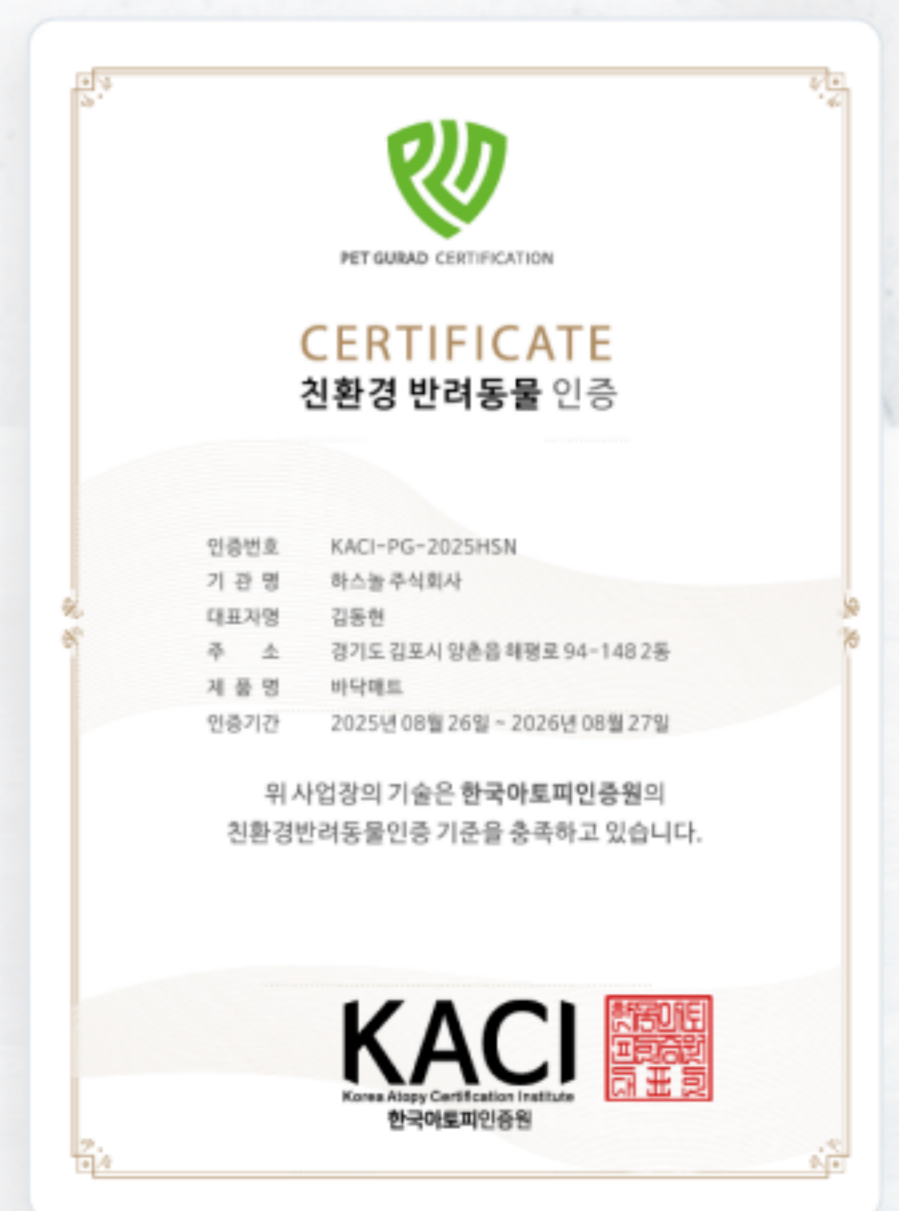 PET GURAD CERTIFICATION
CERTIFICATE
친환경 반려동물 인증
인증번호 KACI-PG-2025HSN
기 관 명 하스놀 주식회사
대표자명 김동현
주 소 경기도 김포시 양촌읍 해평로 94-148 2동
제 품 명 바닥매트
인증기간 2025년 08월 26일 ~ 2026년 08월 27일
위 사업장의 기술은 한국아토피인증원의
친환경반려동물인증 기준을 충족하고 있습니다.
KACI
Korea Atopy Certification Institute
한국아토피인증원